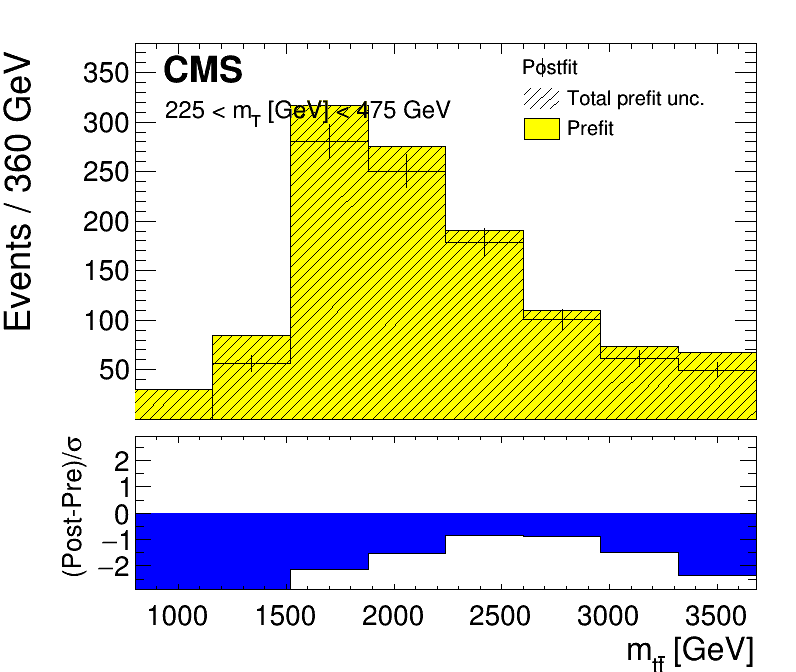 CMS
Postfit
225 < m_T [GeV] < 475 GeV
Total prefit unc.
Prefit
Events / 360 GeV
350
300
250
200
150
100
50
(Post-Pre)/σ
2
1
0
−1
−2
1000 1500 2000 2500 3000 3500
m_tt̄ [GeV]